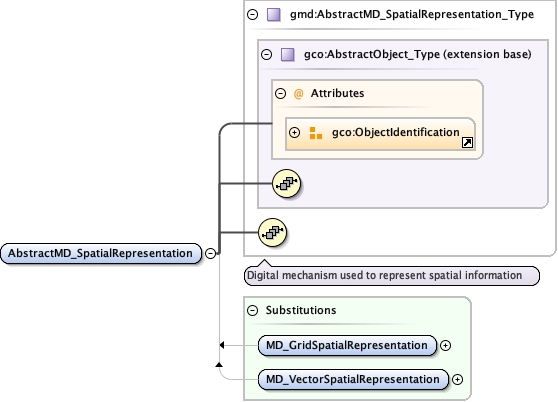 gmd:AbstractMD_SpatialRepresentation_Type
gco:AbstractObject_Type (extension base)
@ Attributes
gco:ObjectIdentification
AbstractMD_SpatialRepresentation
Digital mechanism used to represent spatial information
Substitutions
MD_GridSpatialRepresentation
MD_VectorSpatialRepresentation